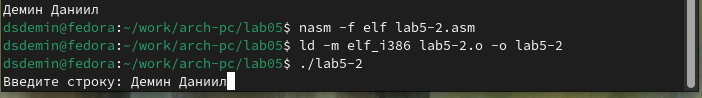 Демин Даниил
dsdemin@fedora:~/work/arch-pc/lab05$ nasm -f elf lab5-2.asm
dsdemin@fedora:~/work/arch-pc/lab05$ ld -m elf_i386 lab5-2.o -o lab5-2
dsdemin@fedora:~/work/arch-pc/lab05$ ./lab5-2
Введите строку: Демин Даниил